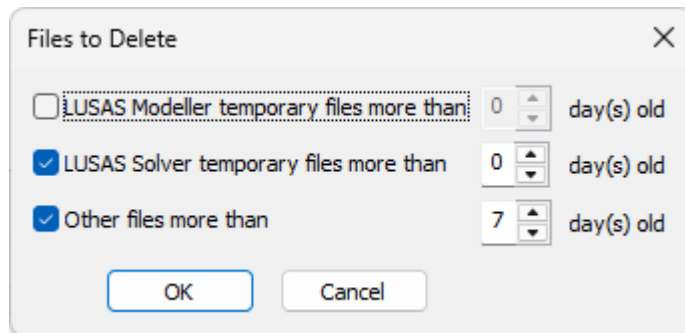 Files to Delete
LUSAS Modeller temporary files more than 0 day(s) old
LUSAS Solver temporary files more than 0 day(s) old
Other files more than 7 day(s) old
OK Cancel